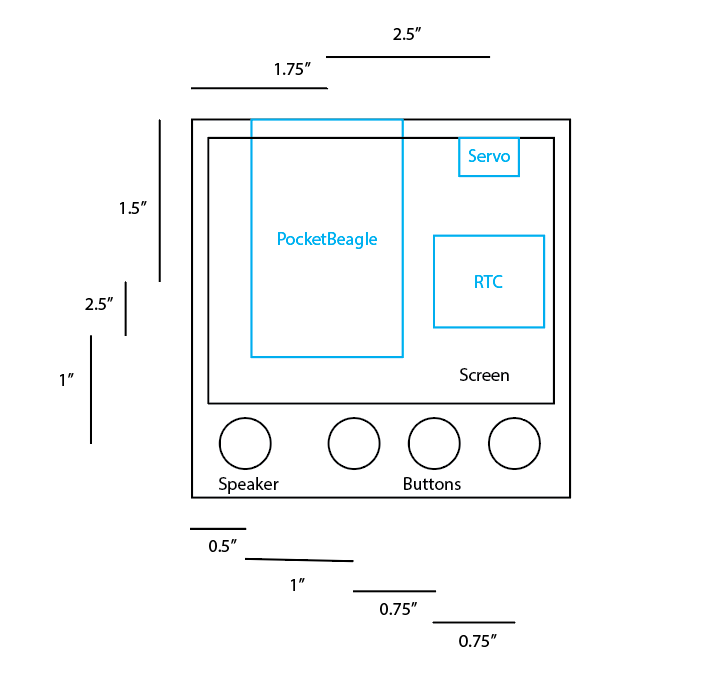 2.5”
1.75”
Servo
1.5”
PocketBeagle
RTC
2.5”
1”
Screen
Speaker
Buttons
0.5”
1”
0.75”
0.75”